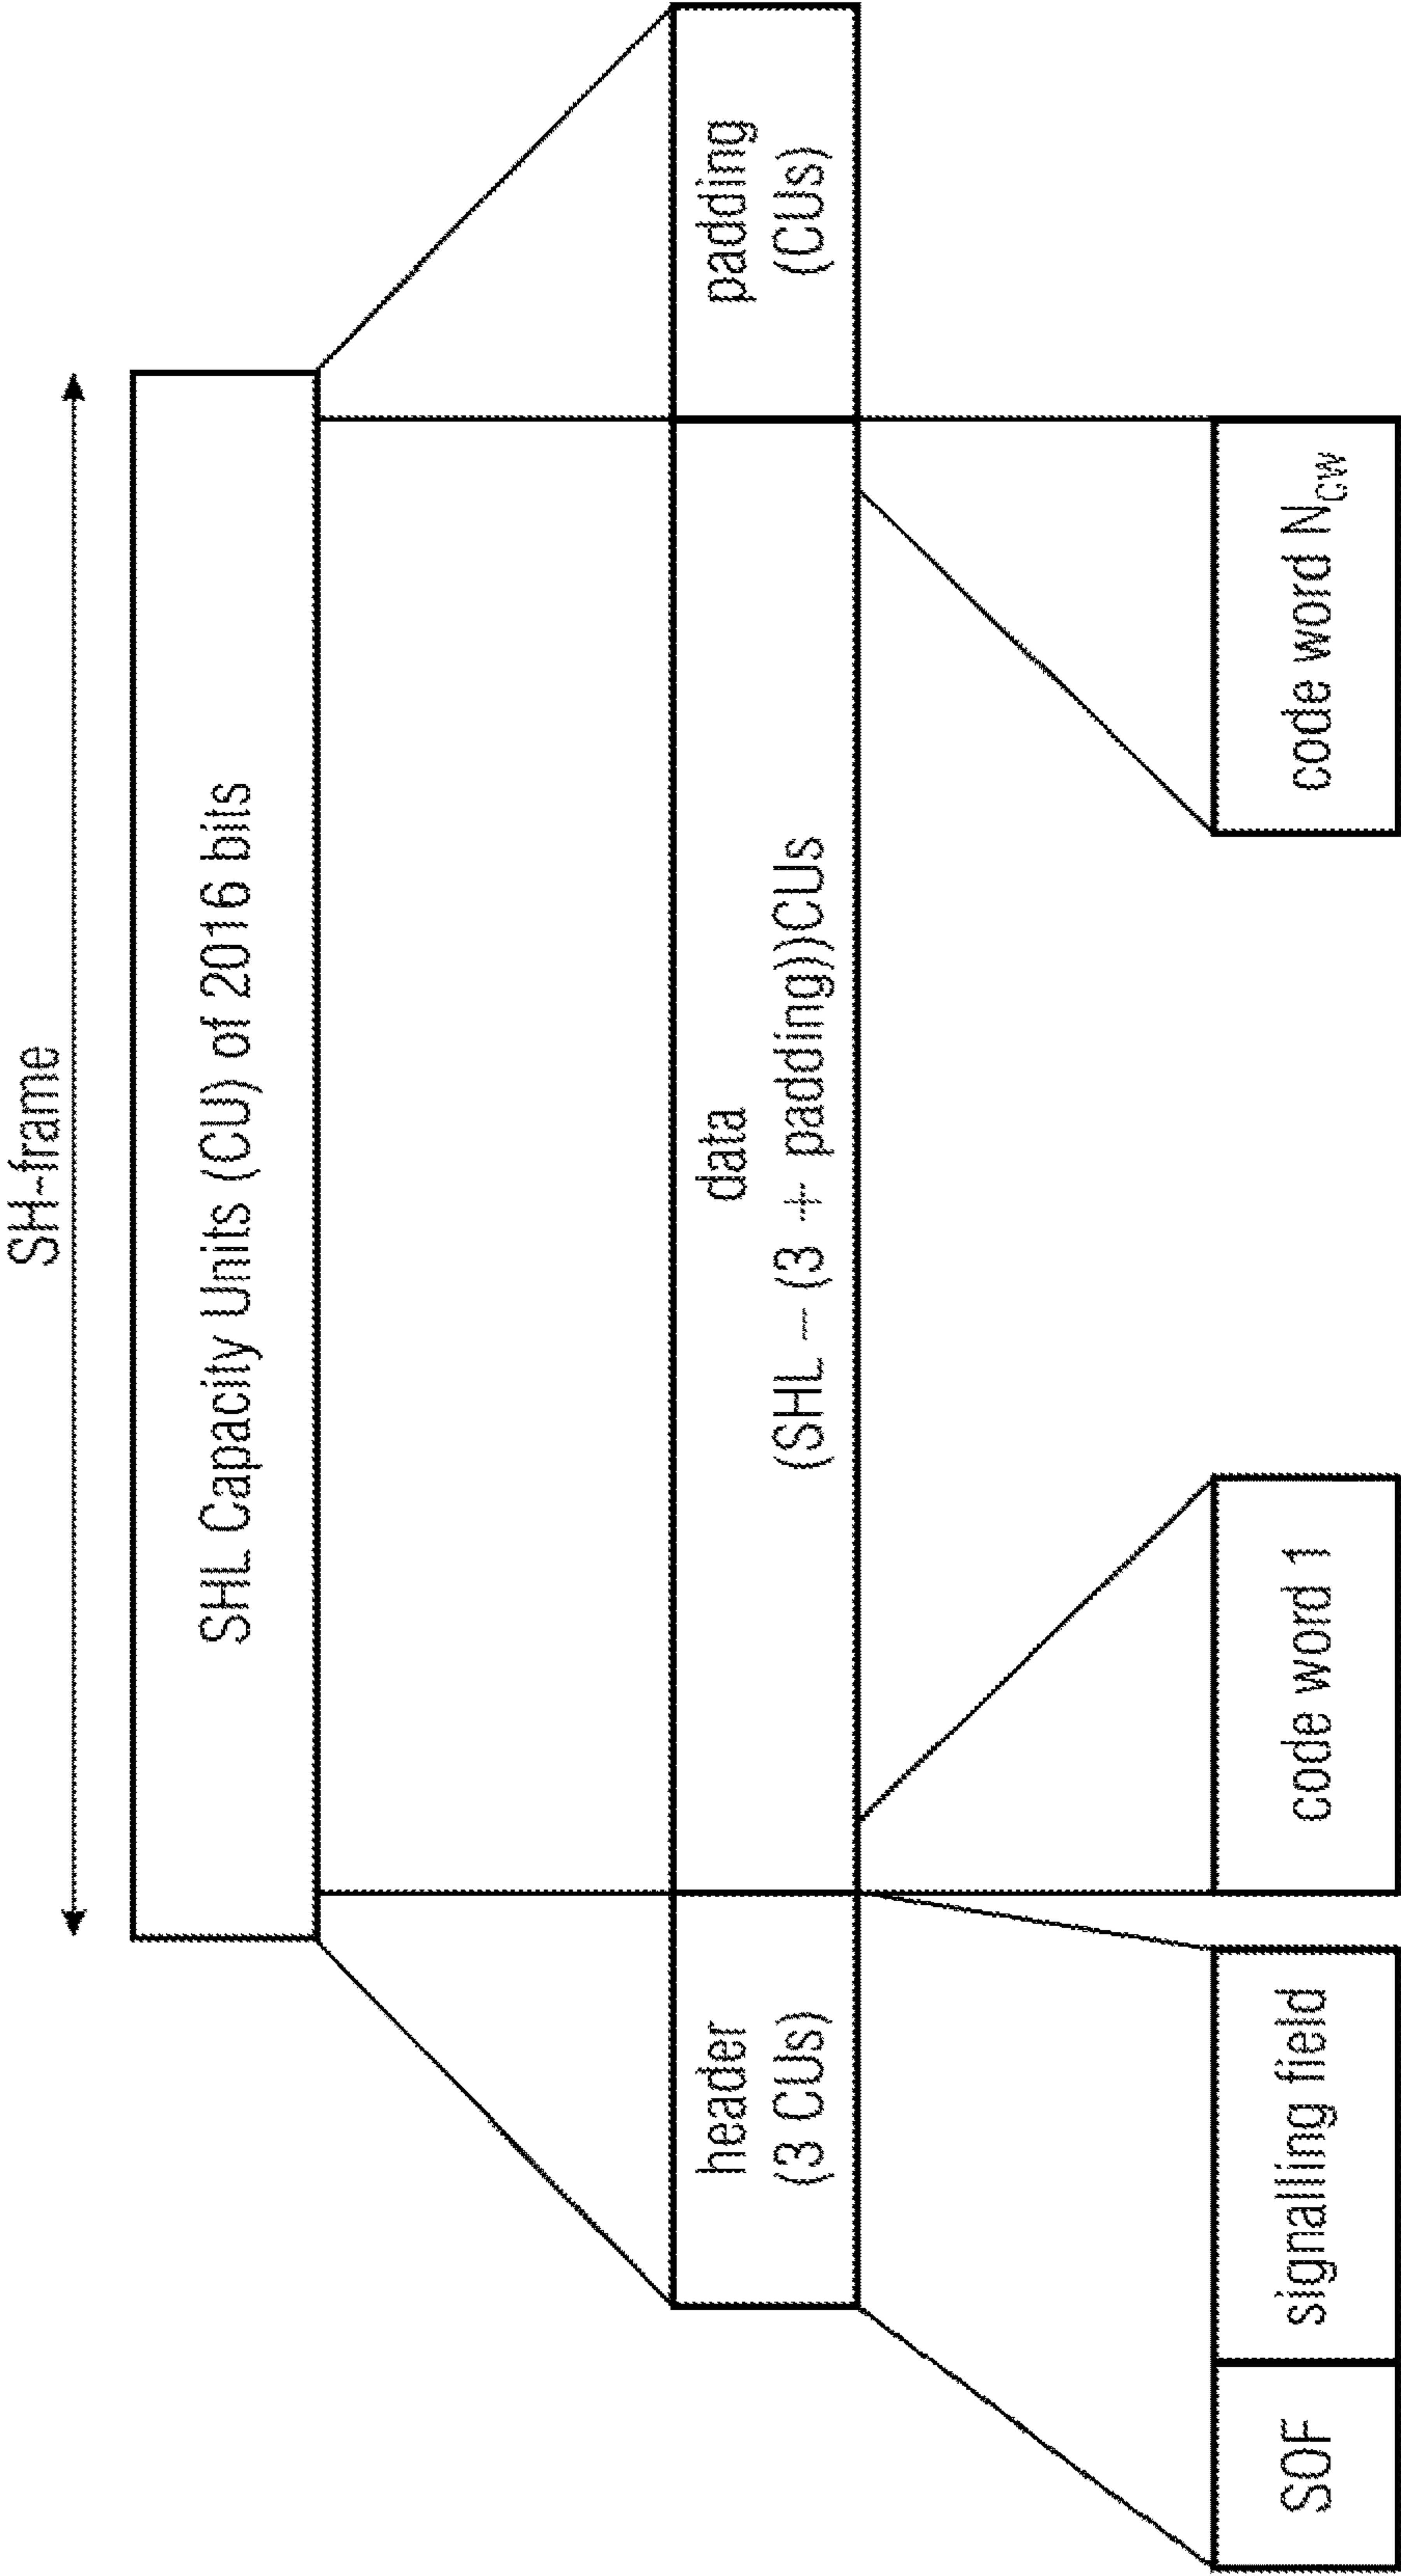 SH-frame
SHL Capacity Units (CU) of 2016 bits
header
(3 CUs)
data
(SHL – (3 + padding))CUs
padding
(CUs)
SOF
signalling field
code word 1
code word N_CW